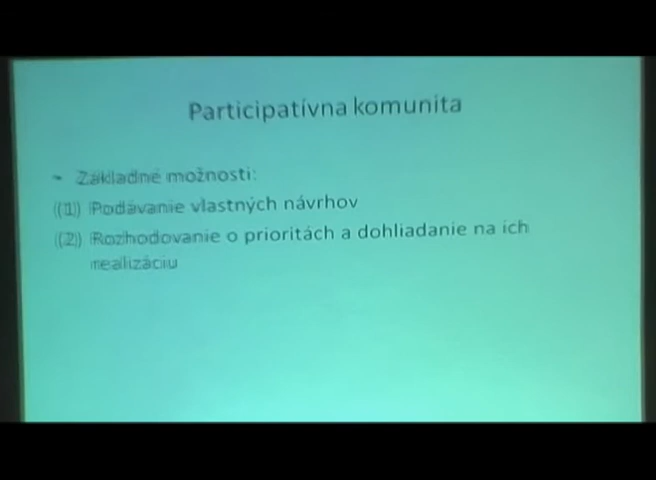 Participatívna komunita
- Základné možnosti:
(1) Podávanie vlastných návrhov
(2) Rozhodovanie o prioritách a dohliadanie na ich
realizáciu